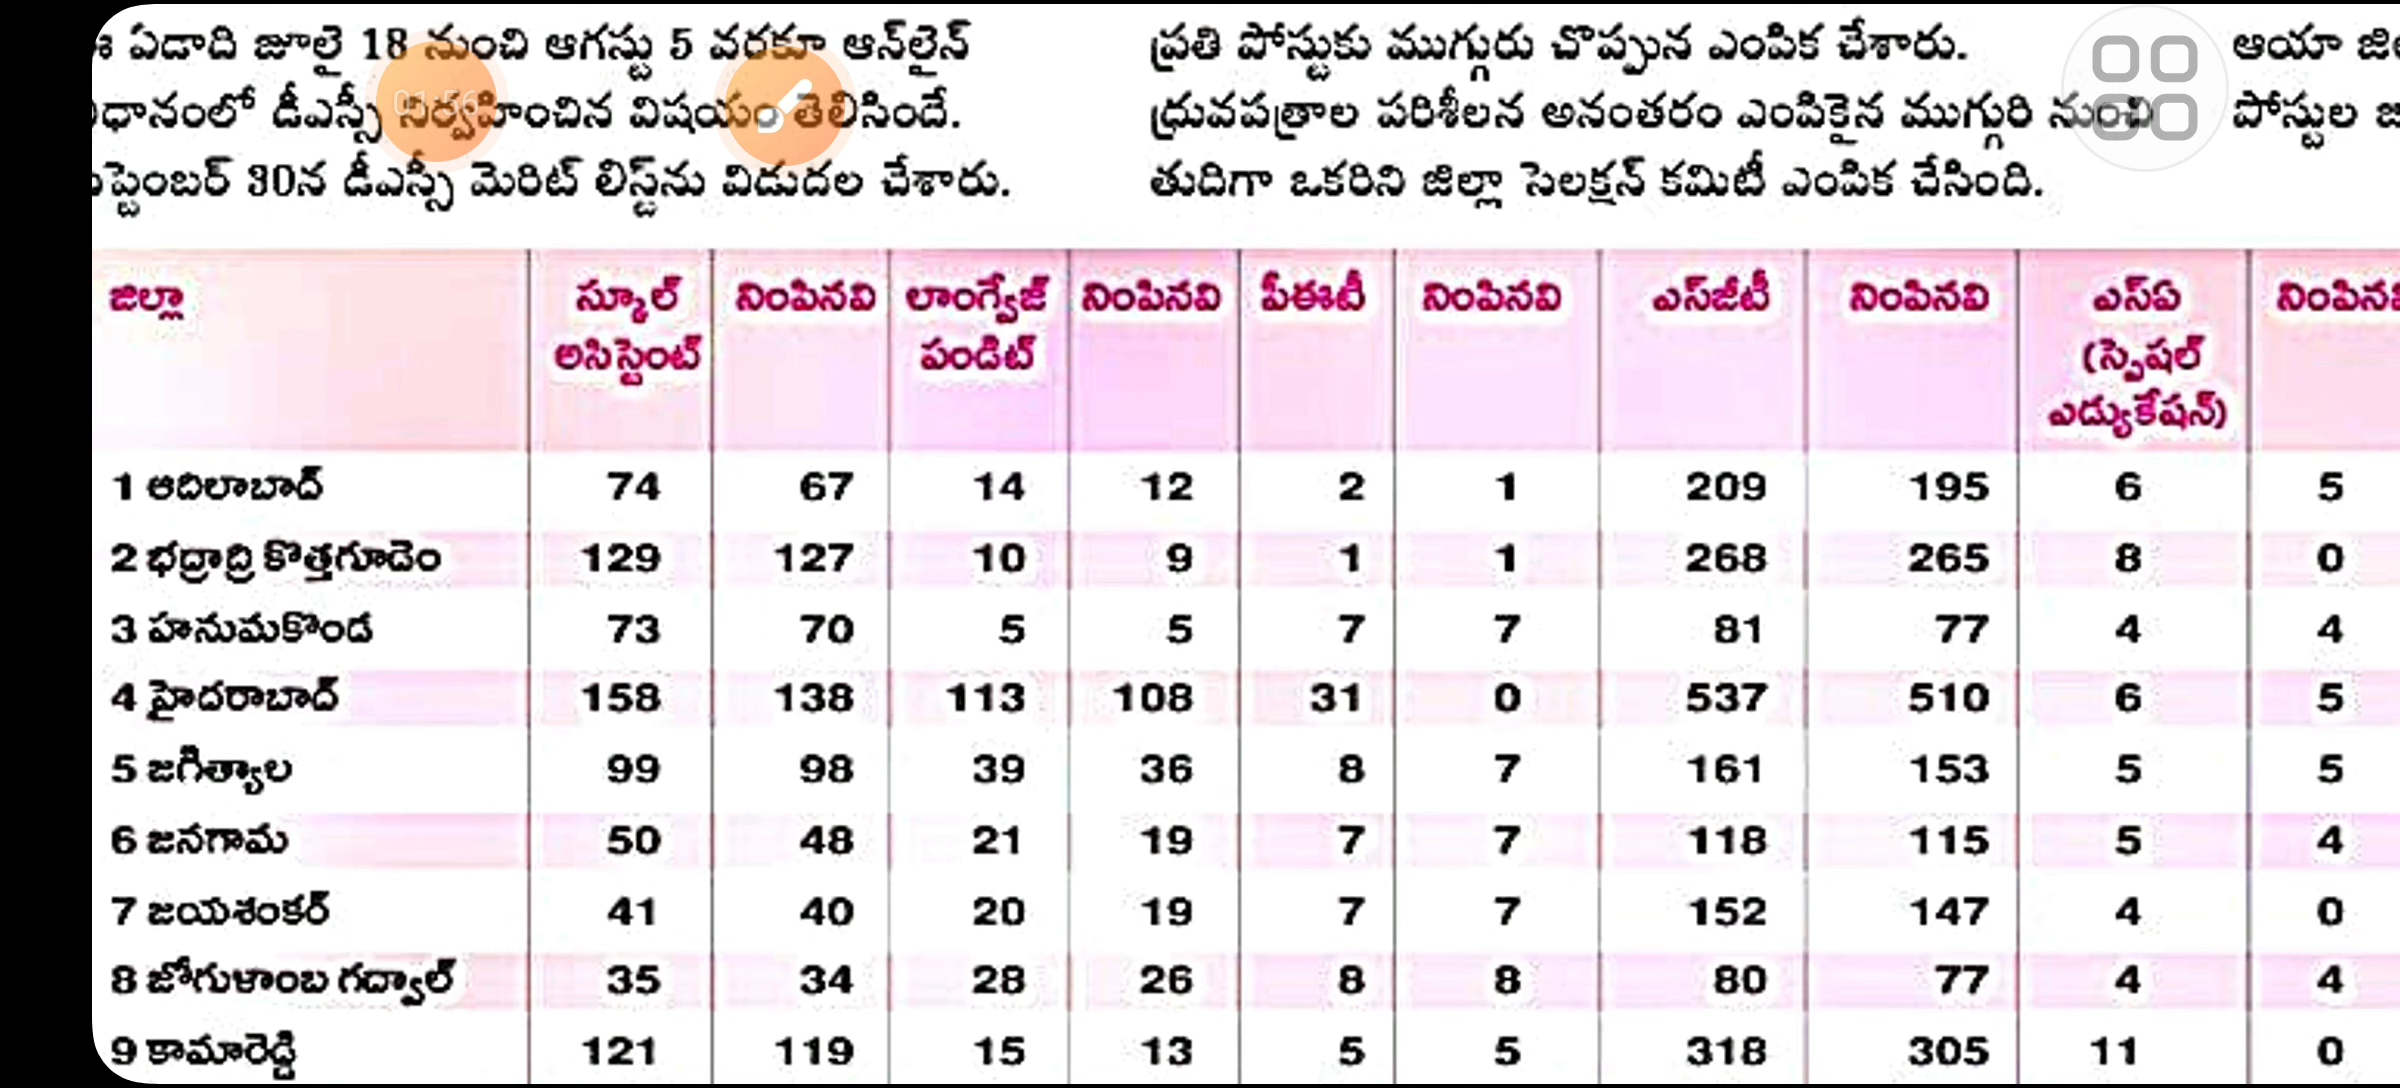 ఈ ఏడాది జూలై 18 నుంచి ఆగస్టు 5 వరకూ ఆన్‌లైన్
విధానంలో డీఎస్సీ నిర్వహించిన విషయం తెలిసిందే.
సెప్టెంబర్ 30న డీఎస్సీ మెరిట్ లిస్ట్‌ను విడుదల చేశారు.
ప్రతి పోస్టుకు ముగ్గురు చొప్పున ఎంపిక చేశారు.
ధ్రువపత్రాల పరిశీలన అనంతరం ఎంపికైన ముగ్గురి నుంచి
తుదిగా ఒకరిని జిల్లా సెలక్షన్ కమిటీ ఎంపిక చేసింది.
ఆయా
పోస్టుల
01:56
జిల్లా స్కూల్ అసిస్టెంట్ నింపినవి లాంగ్వేజ్ పండిట్ నింపినవి పీఈటీ నింపినవి ఎస్‌జీటీ నింపినవి ఎస్ఏ (స్పెషల్ ఎడ్యుకేషన్) నింపినవి
1 ఆదిలాబాద్ 74 67 14 12 2 1 209 195 6 5
2 భద్రాద్రి కొత్తగూడెం 129 127 10 9 1 1 268 265 8 0
3 హనుమకొండ 73 70 5 5 7 7 81 77 4 4
4 హైదరాబాద్ 158 138 113 108 31 0 537 510 6 5
5 జగిత్యాల 99 98 39 36 8 7 161 153 5 5
6 జనగామ 50 48 21 19 7 7 118 115 5 4
7 జయశంకర్ 41 40 20 19 7 7 152 147 4 0
8 జోగుళాంబ గద్వాల్ 35 34 28 26 8 8 80 77 4 4
9 కామారెడ్డి 121 119 15 13 5 5 318 305 11 0